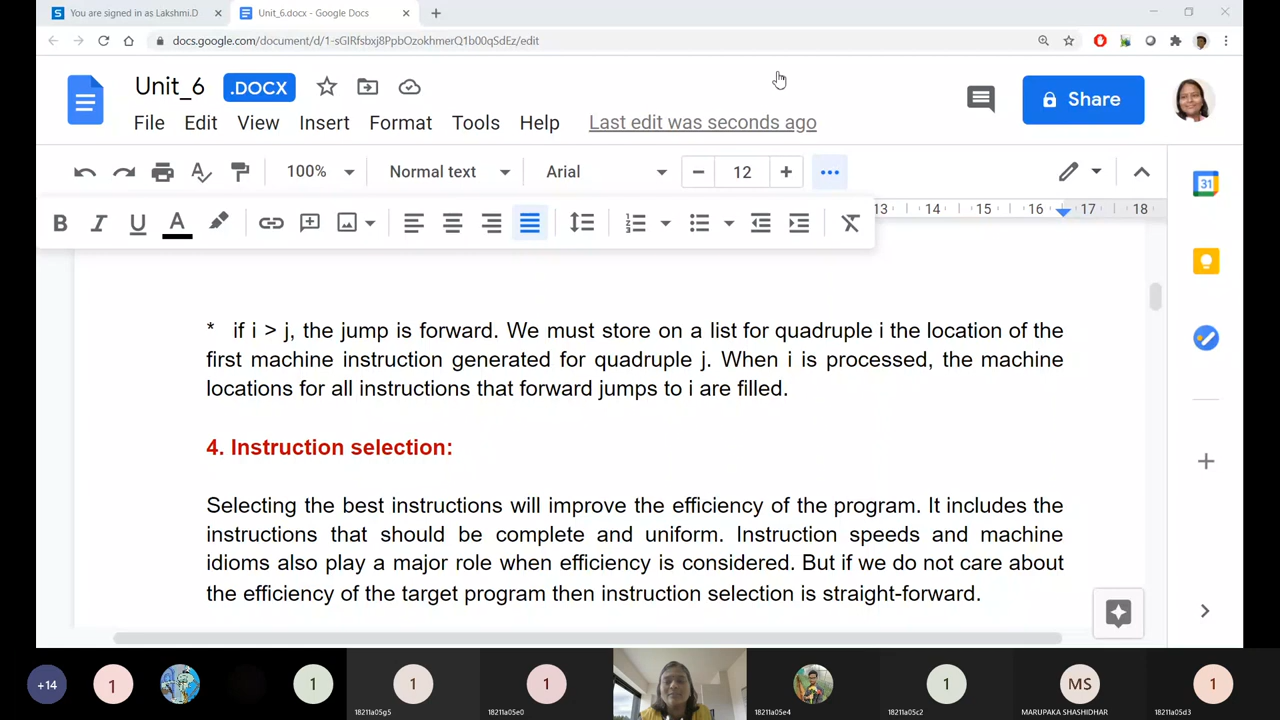 You are signed in as Lakshmi.D
Unit_6.docx - Google Docs
docs.google.com/document/d/1-sGIRfsbxj8PpbOzokhmerQ1b00qSdEz/edit
Unit_6 .DOCX
Share
File Edit View Insert Format Tools Help Last edit was seconds ago
100% Normal text Arial 12
31
13 14 15 16 17 18
* if i > j, the jump is forward. We must store on a list for quadruple i the location of the
first machine instruction generated for quadruple j. When i is processed, the machine
locations for all instructions that forward jumps to i are filled.
4. Instruction selection:
Selecting the best instructions will improve the efficiency of the program. It includes the
instructions that should be complete and uniform. Instruction speeds and machine
idioms also play a major role when efficiency is considered. But if we do not care about
the efficiency of the target program then instruction selection is straight-forward.
+14 1 1 1 1 1 MS 1
18211a05g5 18211a05e0 18211a05e4 18211a05c2 MARUPAKA SHASHIDHAR 18211a05d3